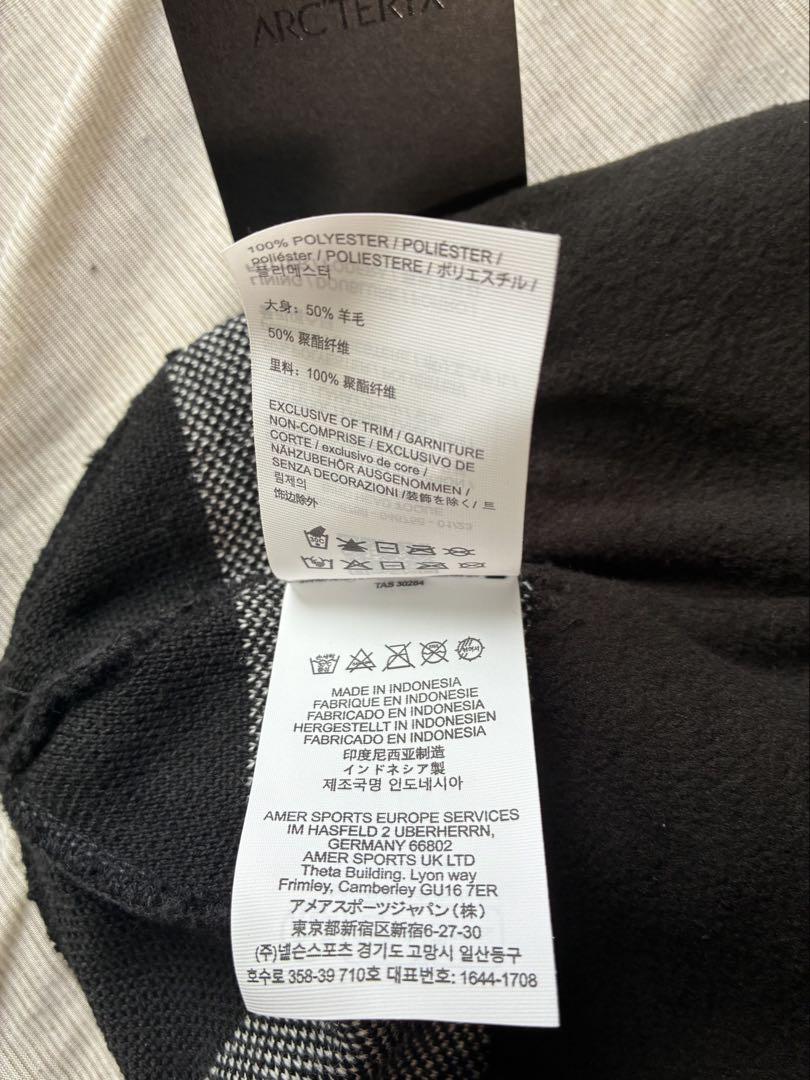 ARC'TERYX
100% POLYESTER / POLIÉSTER /
poliéster / POLIESTERE / ポリエステル /
폴리에스터
大身：50% 羊毛
50% 聚酯纤维
里料：100% 聚酯纤维
EXCLUSIVE OF TRIM / GARNITURE
NON-COMPRISE / EXCLUSIVO DE
CORTE / exclusivo de core /
NÄHZUBEHÖR AUSGENOMMEN /
SENZA DECORAZIONI /装飾を除く/ 트
림제외
饰边除外
30C
TAS 30284
손세탁
MADE IN INDONESIA
FABRIQUE EN INDONESIE
FABRICADO EN INDONESIA
HERGESTELLT IN INDONESIEN
FABRICADO EN INDONESIA
印度尼西亚制造
インドネシア製
제조국명 인도네시아
AMER SPORTS EUROPE SERVICES
IM HASFELD 2 UBERHERRN,
GERMANY 66802
AMER SPORTS UK LTD
Theta Building. Lyon way
Frimley, Camberley GU16 7ER
アメアスポーツジャパン（株）
東京都新宿区新宿6-27-30
(주)넬슨스포츠 경기도 고양시 일산동구
호수로 358-39 710호 대표번호: 1644-1708